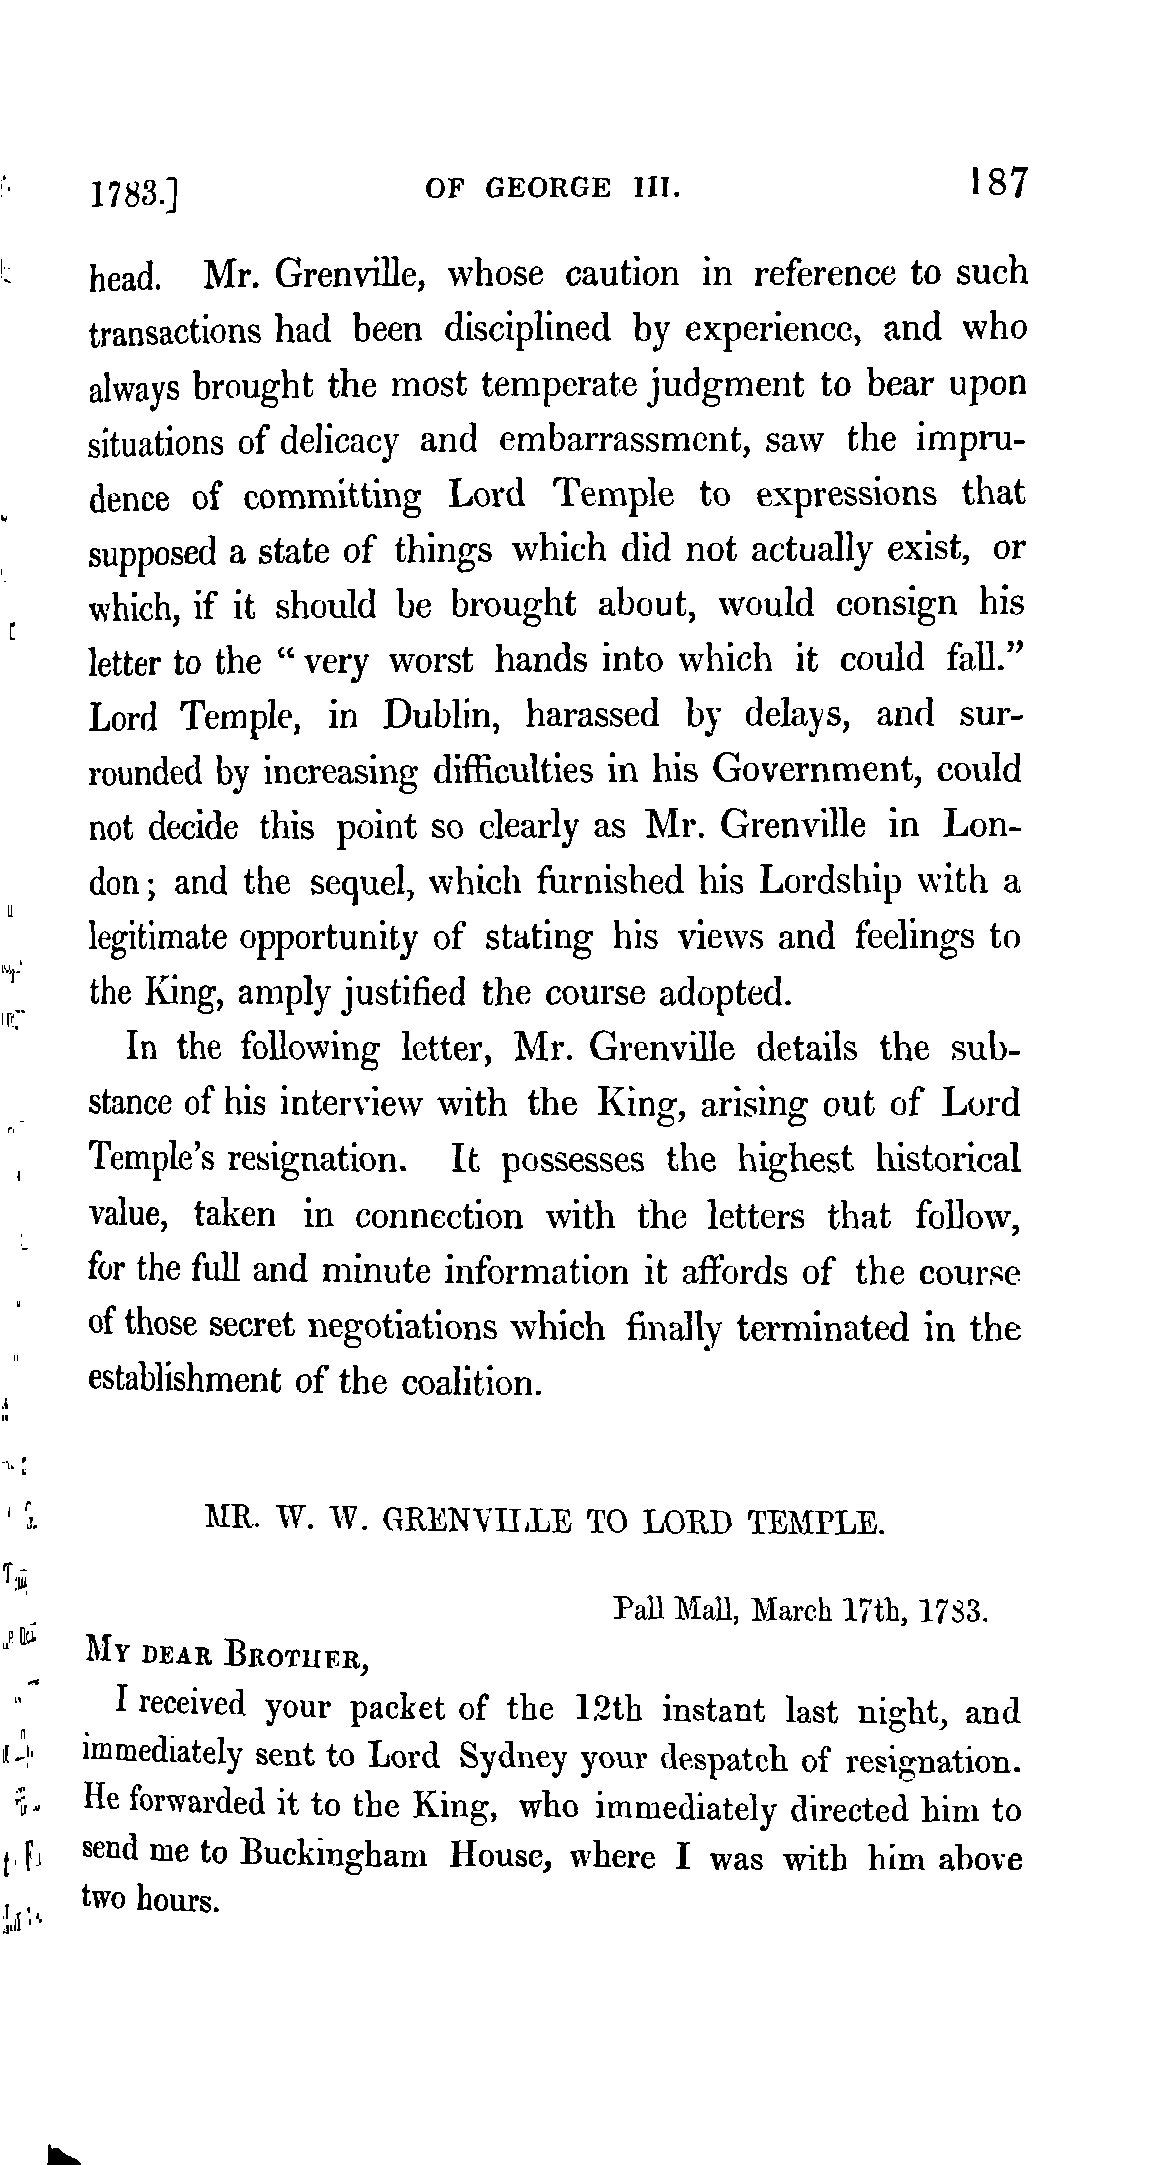 1783.] OF GEORGE III. 187
head. Mr. Grenville, whose caution in reference to such
transactions had been disciplined by experience, and who
always brought the most temperate judgment to bear upon
situations of delicacy and embarrassment, saw the impru-
dence of committing Lord Temple to expressions that
supposed a state of things which did not actually exist, or
which, if it should be brought about, would consign his
letter to the “very worst hands into which it could fall.”
Lord Temple, in Dublin, harassed by delays, and sur-
rounded by increasing difficulties in his Government, could
not decide this point so clearly as Mr. Grenville in Lon-
don; and the sequel, which furnished his Lordship with a
legitimate opportunity of stating his views and feelings to
the King, amply justified the course adopted.
In the following letter, Mr. Grenville details the sub-
stance of his interview with the King, arising out of Lord
Temple's resignation. It possesses the highest historical
value, taken in connection with the letters that follow,
for the full and minute information it affords of the course
of those secret negotiations which finally terminated in the
establishment of the coalition.
MR. W. W. GRENVILLE TO LORD TEMPLE.
Pall Mall, March 17th, 1783.
MY DEAR BROTHER,
I received your packet of the 12th instant last night, and
immediately sent to Lord Sydney your despatch of resignation.
He forwarded it to the King, who immediately directed him to
send me to Buckingham House, where I was with him above
two hours.